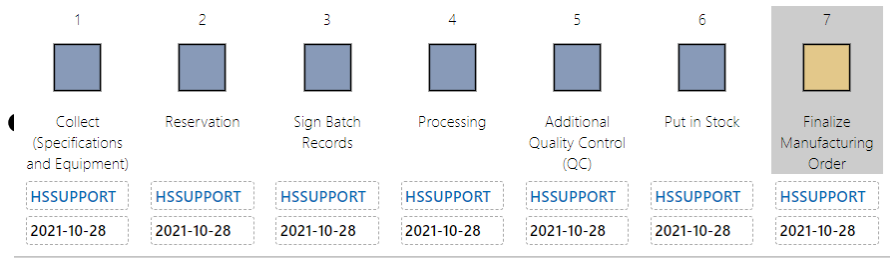 1 2 3 4 5 6 7
Collect Reservation Sign Batch Processing Additional Put in Stock Finalize
(Specifications Records Quality Control Manufacturing
and Equipment) (QC) Order
HSSUPPORT HSSUPPORT HSSUPPORT HSSUPPORT HSSUPPORT HSSUPPORT HSSUPPORT
2021-10-28 2021-10-28 2021-10-28 2021-10-28 2021-10-28 2021-10-28 2021-10-28